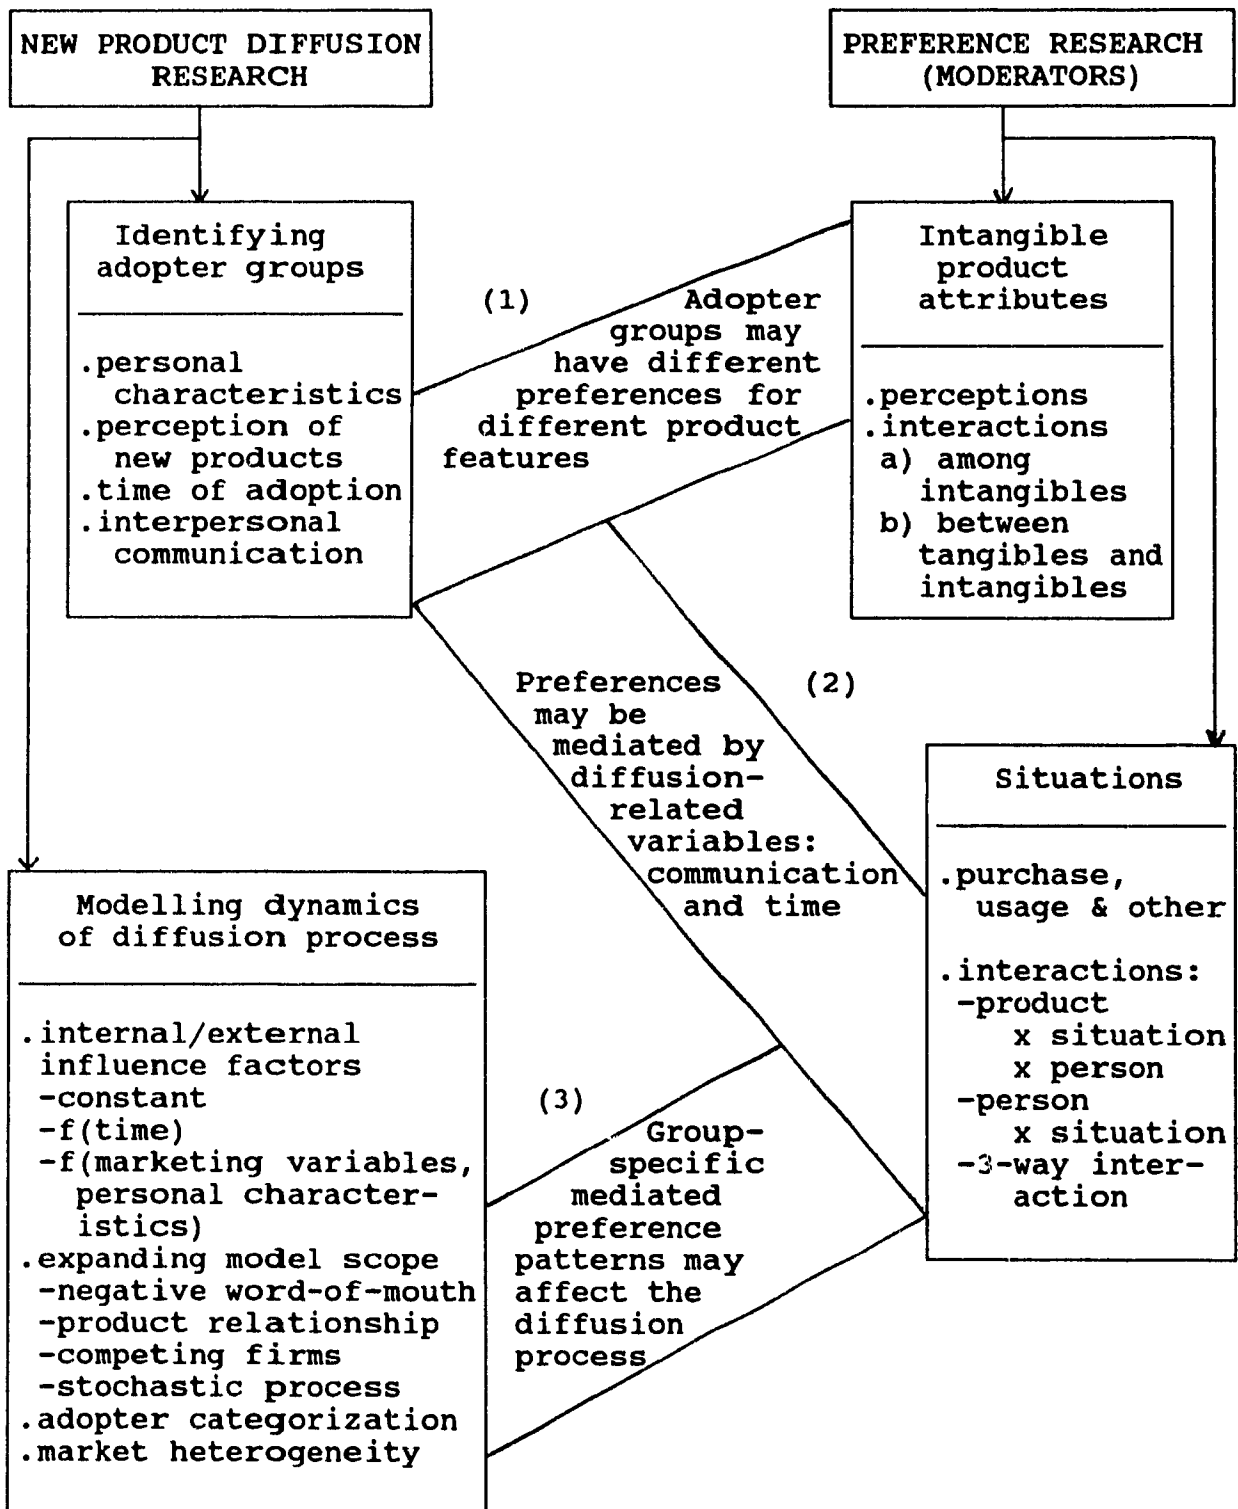 NEW PRODUCT DIFFUSION
RESEARCH
PREFERENCE RESEARCH
(MODERATORS)
Identifying
adopter groups
.personal
characteristics
.perception of
new products
.time of adoption
.interpersonal
communication
(1)
Adopter
groups may
have different
preferences for
different product
features
Intangible
product
attributes
.perceptions
.interactions
a) among
intangibles
b) between
tangibles and
intangibles
Preferences
may be
mediated by
diffusion-
related
variables:
communication
and time
(2)
Situations
.purchase,
usage & other
.interactions:
-product
x situation
x person
-person
x situation
-3-way inter-
action
Modelling dynamics
of diffusion process
.internal/external
influence factors
-constant
-f(time)
-f(marketing variables,
personal character-
istics)
.expanding model scope
-negative word-of-mouth
-product relationship
-competing firms
-stochastic process
.adopter categorization
.market heterogeneity
(3)
Group-
specific
mediated
preference
patterns may
affect the
diffusion
process